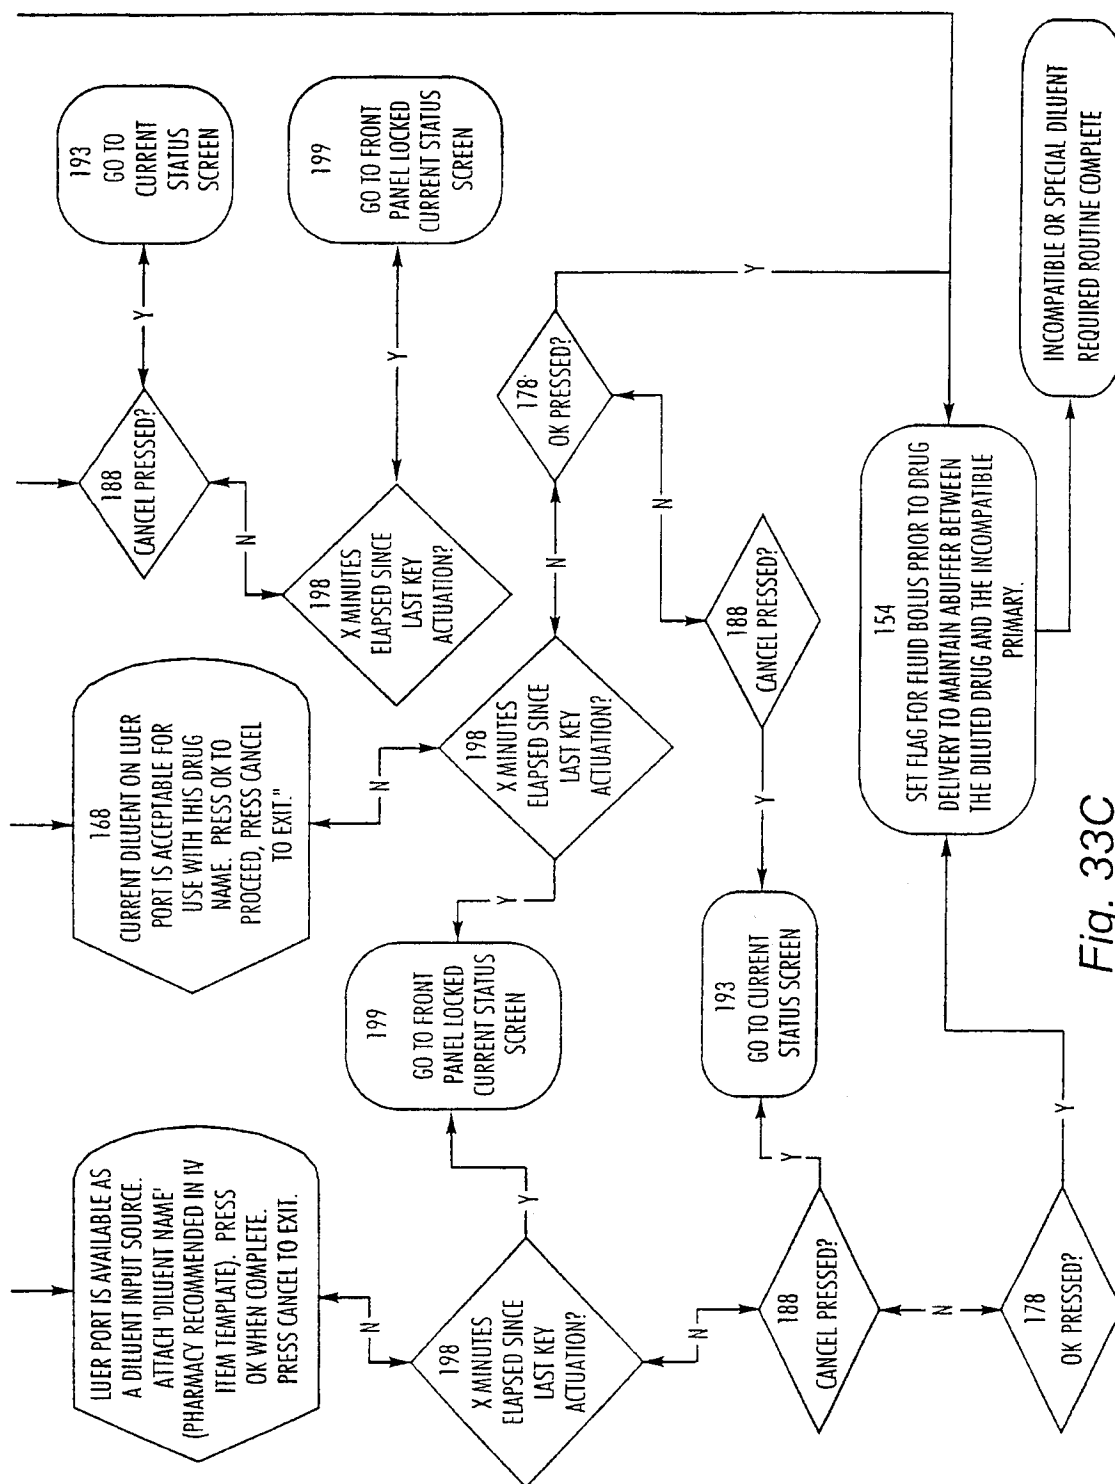 LUER PORT IS AVAILABLE AS
A DILUENT INPUT SOURCE.
ATTACH 'DILUENT NAME'
(PHARMACY RECOMMENDED IN IV
ITEM TEMPLATE). PRESS
OK WHEN COMPLETE.
PRESS CANCEL TO EXIT.
N
198
X MINUTES
ELAPSED SINCE
LAST KEY
ACTUATION?
Y
N
199
GO TO FRONT
PANEL LOCKED
CURRENT STATUS
SCREEN
188
CANCEL PRESSED?
Y
N
193
GO TO CURRENT
STATUS SCREEN
178
OK PRESSED?
Y
168
CURRENT DILUENT ON LUER
PORT IS ACCEPTABLE FOR
USE WITH THIS DRUG
NAME. PRESS OK TO
PROCEED, PRESS CANCEL
TO EXIT."
N
198
X MINUTES
ELAPSED SINCE
LAST KEY
ACTUATION?
Y
N
178
OK PRESSED?
Y
N
188
CANCEL PRESSED?
Y
188
CANCEL PRESSED?
Y
193
GO TO
CURRENT
STATUS
SCREEN
N
198
X MINUTES
ELAPSED SINCE
LAST KEY
ACTUATION?
Y
199
GO TO FRONT
PANEL LOCKED
CURRENT STATUS
SCREEN
154
SET FLAG FOR FLUID BOLUS PRIOR TO DRUG
DELIVERY TO MAINTAIN ABUFFER BETWEEN
THE DILUTED DRUG AND THE INCOMPATIBLE
PRIMARY.
INCOMPATIBLE OR SPECIAL DILUENT
REQUIRED ROUTINE COMPLETE
Fig. 33C